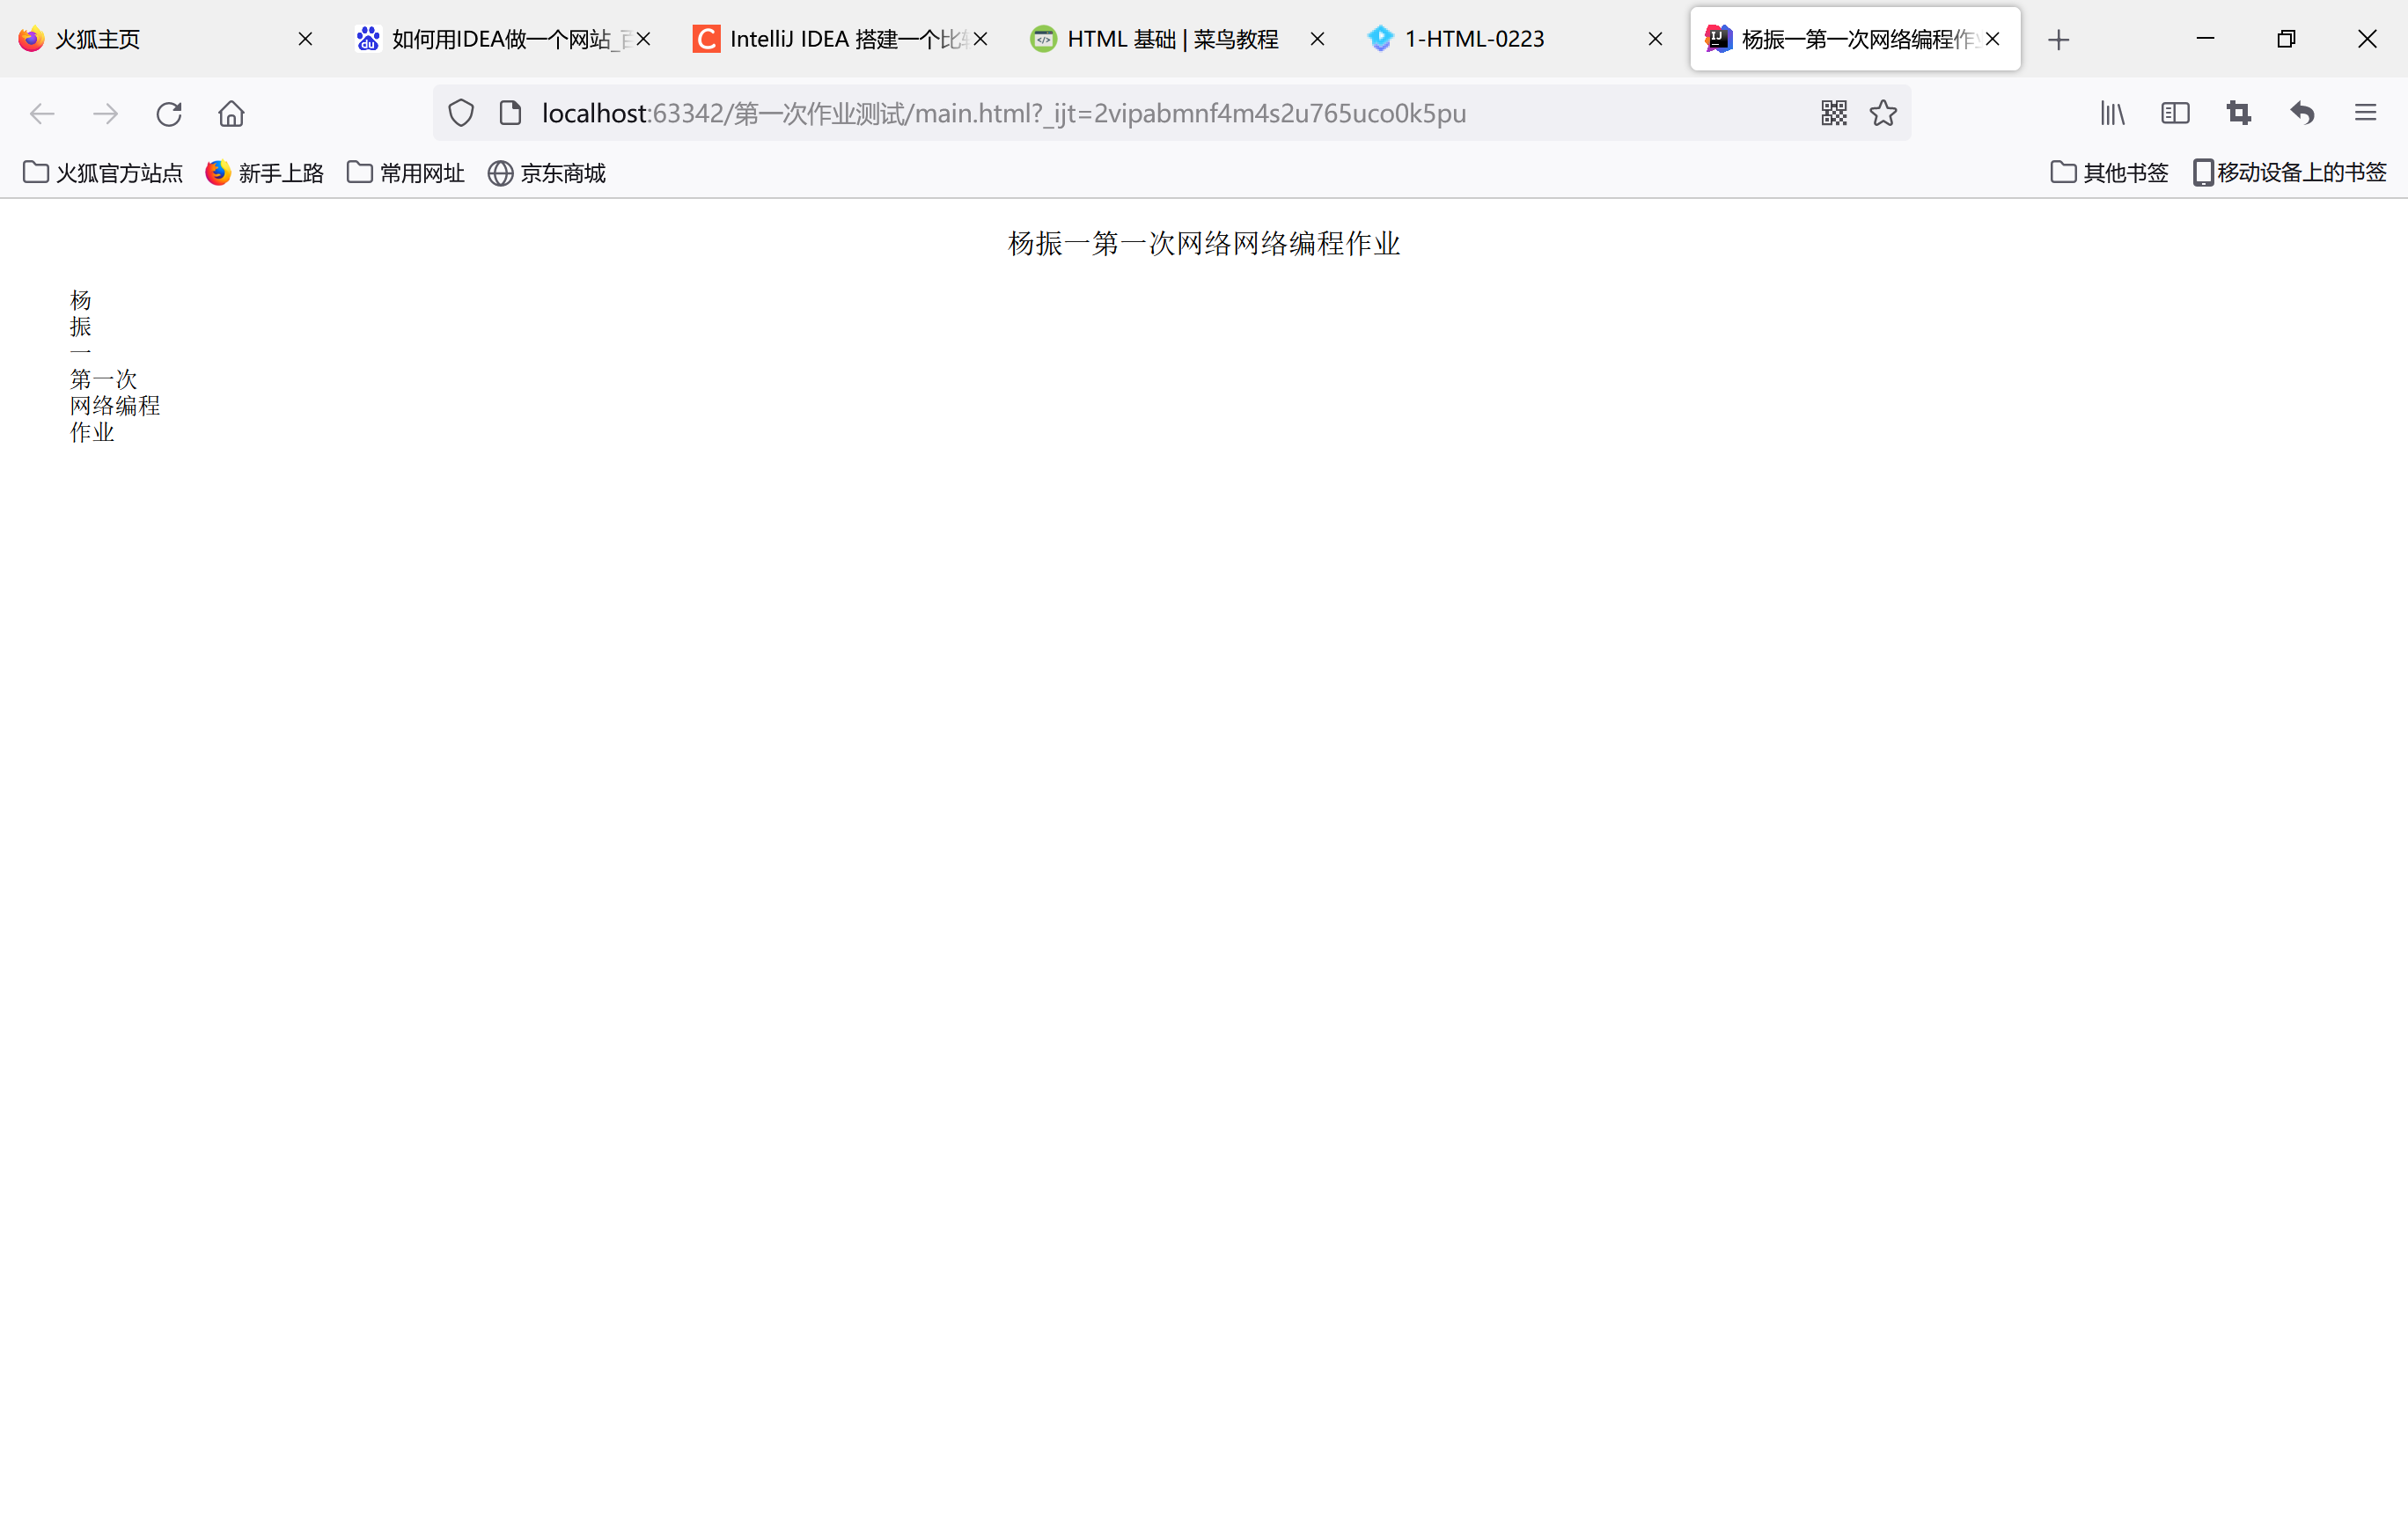 火狐主页
如何用IDEA做一个网站_
IntelliJ IDEA 搭建一个比
HTML 基础 | 菜鸟教程
1-HTML-0223
杨振一第一次网络编程作
localhost:63342/第一次作业测试/main.html?_ijt=2vipabmnf4m4s2u765uco0k5pu
火狐官方站点
新手上路
常用网址
京东商城
其他书签
移动设备上的书签
杨振一第一次网络网络编程作业
杨
振
一
第一次
网络编程
作业